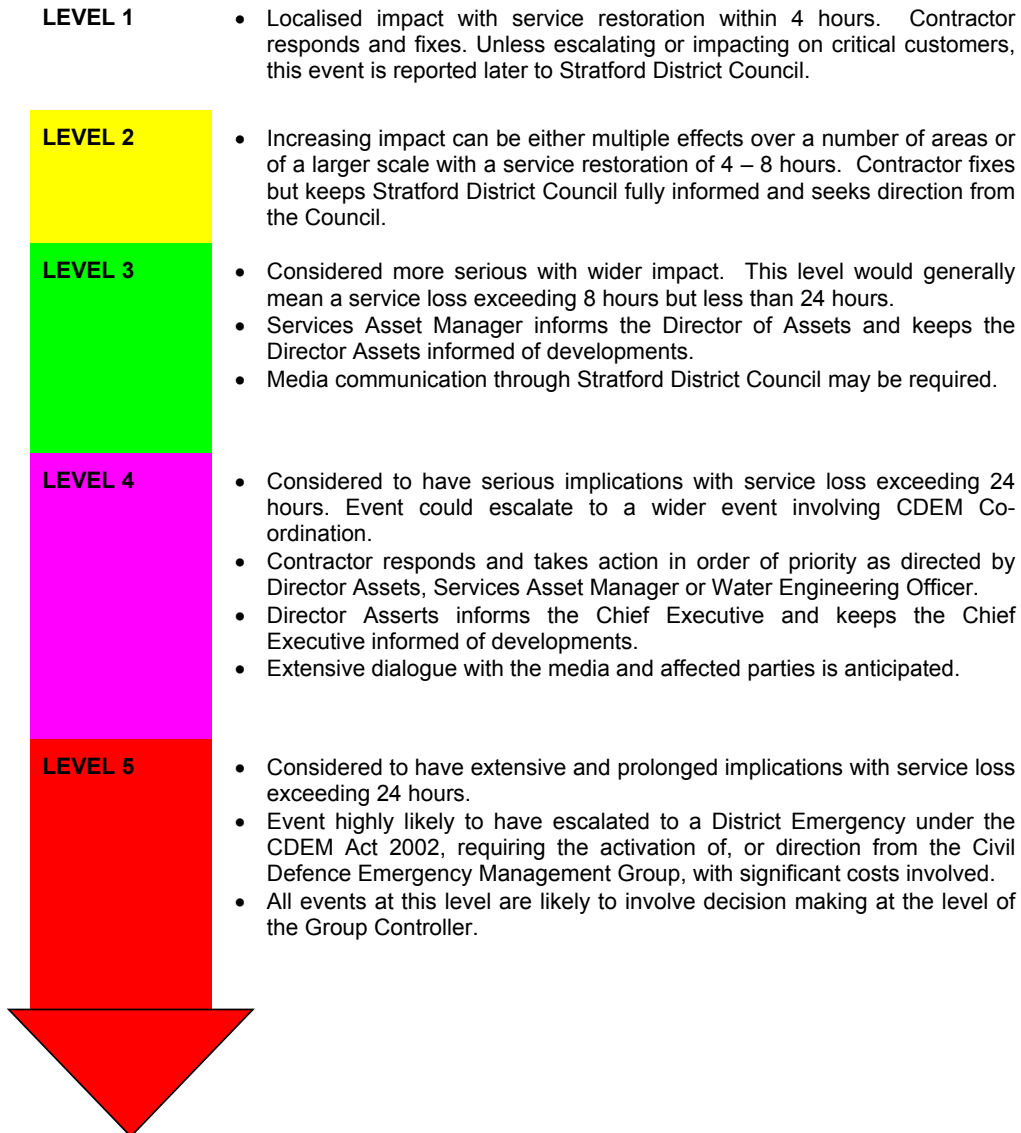 LEVEL 1
• Localised impact with service restoration within 4 hours. Contractor
responds and fixes. Unless escalating or impacting on critical customers,
this event is reported later to Stratford District Council.
LEVEL 2
• Increasing impact can be either multiple effects over a number of areas or
of a larger scale with a service restoration of 4 – 8 hours. Contractor fixes
but keeps Stratford District Council fully informed and seeks direction from
the Council.
LEVEL 3
• Considered more serious with wider impact. This level would generally
mean a service loss exceeding 8 hours but less than 24 hours.
• Services Asset Manager informs the Director of Assets and keeps the
Director Assets informed of developments.
• Media communication through Stratford District Council may be required.
LEVEL 4
• Considered to have serious implications with service loss exceeding 24
hours. Event could escalate to a wider event involving CDEM Co-
ordination.
• Contractor responds and takes action in order of priority as directed by
Director Assets, Services Asset Manager or Water Engineering Officer.
• Director Asserts informs the Chief Executive and keeps the Chief
Executive informed of developments.
• Extensive dialogue with the media and affected parties is anticipated.
LEVEL 5
• Considered to have extensive and prolonged implications with service loss
exceeding 24 hours.
• Event highly likely to have escalated to a District Emergency under the
CDEM Act 2002, requiring the activation of, or direction from the Civil
Defence Emergency Management Group, with significant costs involved.
• All events at this level are likely to involve decision making at the level of
the Group Controller.